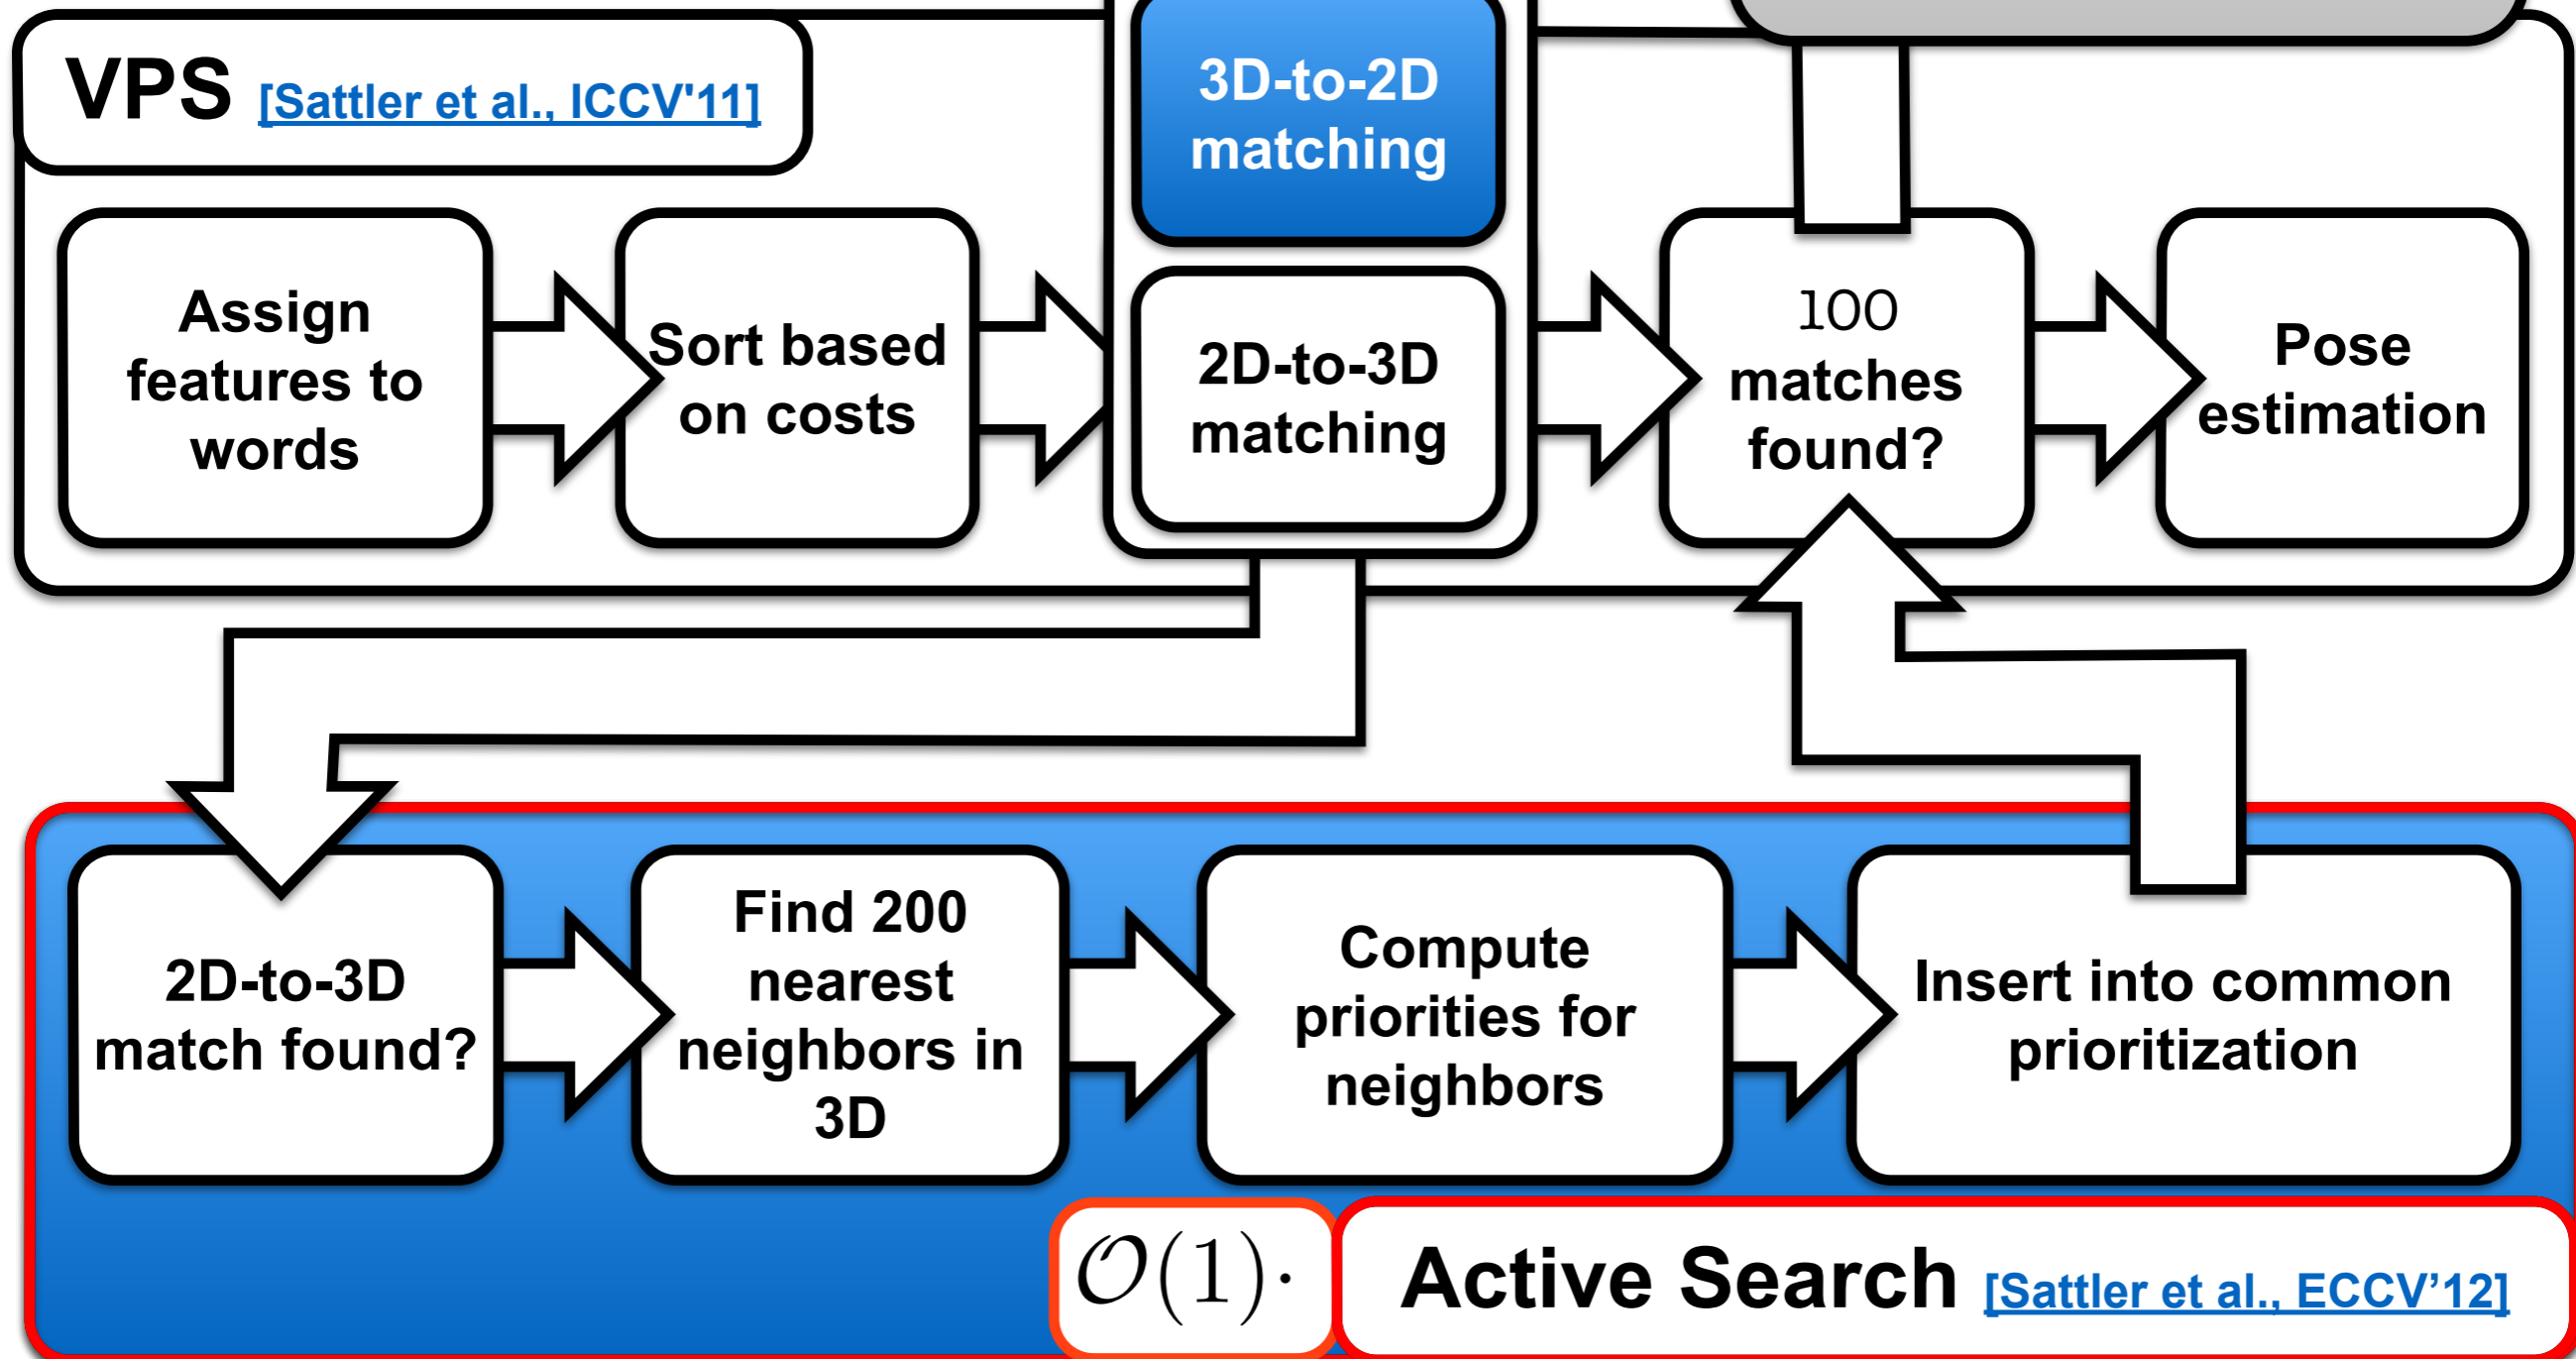 VPS [Sattler et al., ICCV'11]
3D-to-2D
matching
Assign
features to
words
Sort based
on costs
2D-to-3D
matching
100
matches
found?
Pose
estimation
2D-to-3D
match found?
Find 200
nearest
neighbors in
3D
Compute
priorities for
neighbors
Insert into common
prioritization
𝒪(1)·
Active Search [Sattler et al., ECCV’12]